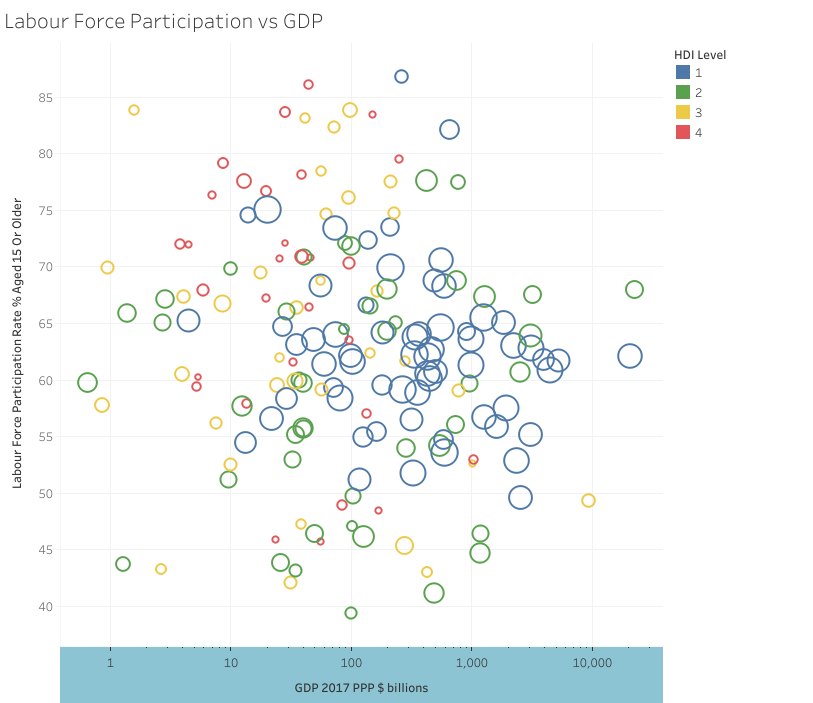 Labour Force Participation vs GDP
HDI Level
1
2
3
4
Labour Force Participation Rate % Aged 15 Or Older
85
80
75
70
65
60
55
50
45
40
1 10 100 1,000 10,000
GDP 2017 PPP $ billions